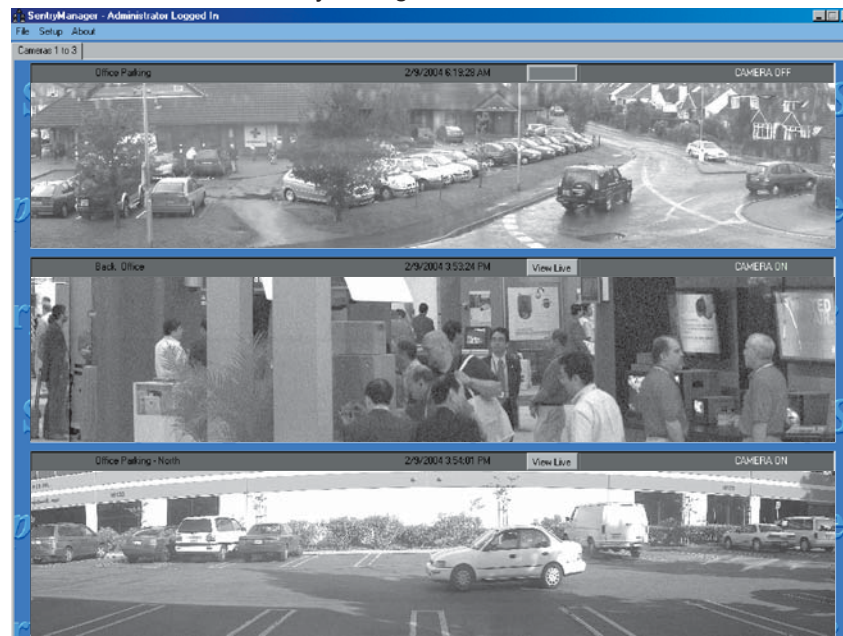 SentryManager - Administrator Logged In
File Setup About
Cameras 1 to 3
Office Parking 2/9/2004 6:19:28 AM CAMERA OFF
Back Office 2/9/2004 3:53:24 PM View Live CAMERA ON
Office Parking - North 2/9/2004 3:54:01 PM View Live CAMERA ON